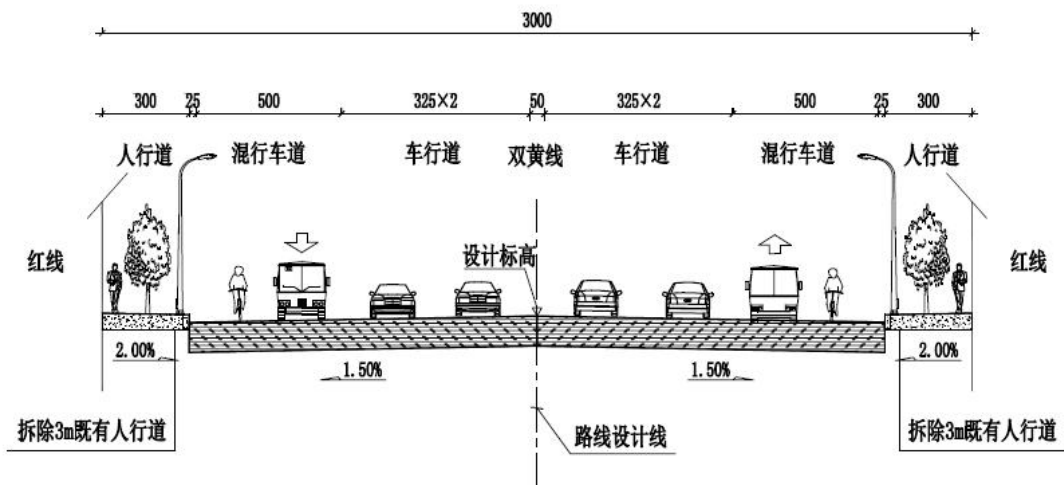 3000
300 25 500 325×2 50 325×2 500 25 300
人行道 混行车道 车行道 双黄线 车行道 混行车道 人行道
红线 设计标高 红线
2.00% 2.00%
1.50% 1.50%
拆除3m既有人行道 路线设计线 拆除3m既有人行道